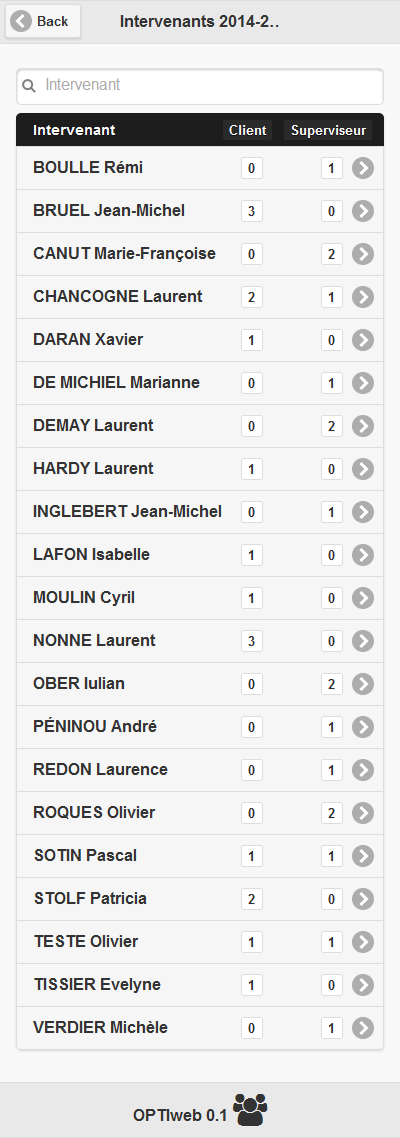 Back Intervenants 2014-2..
Intervenant
Intervenant Client Superviseur
BOULLE Rémi 0 1
BRUEL Jean-Michel 3 0
CANUT Marie-Françoise 0 2
CHANCOGNE Laurent 2 1
DARAN Xavier 1 0
DE MICHIEL Marianne 0 1
DEMAY Laurent 0 2
HARDY Laurent 1 0
INGLEBERT Jean-Michel 0 1
LAFON Isabelle 1 0
MOULIN Cyril 1 0
NONNE Laurent 3 0
OBER Iulian 0 2
PÉNINOU André 0 1
REDON Laurence 0 1
ROQUES Olivier 0 2
SOTIN Pascal 1 1
STOLF Patricia 2 0
TESTE Olivier 1 1
TISSIER Evelyne 1 0
VERDIER Michèle 0 1
OPTIweb 0.1